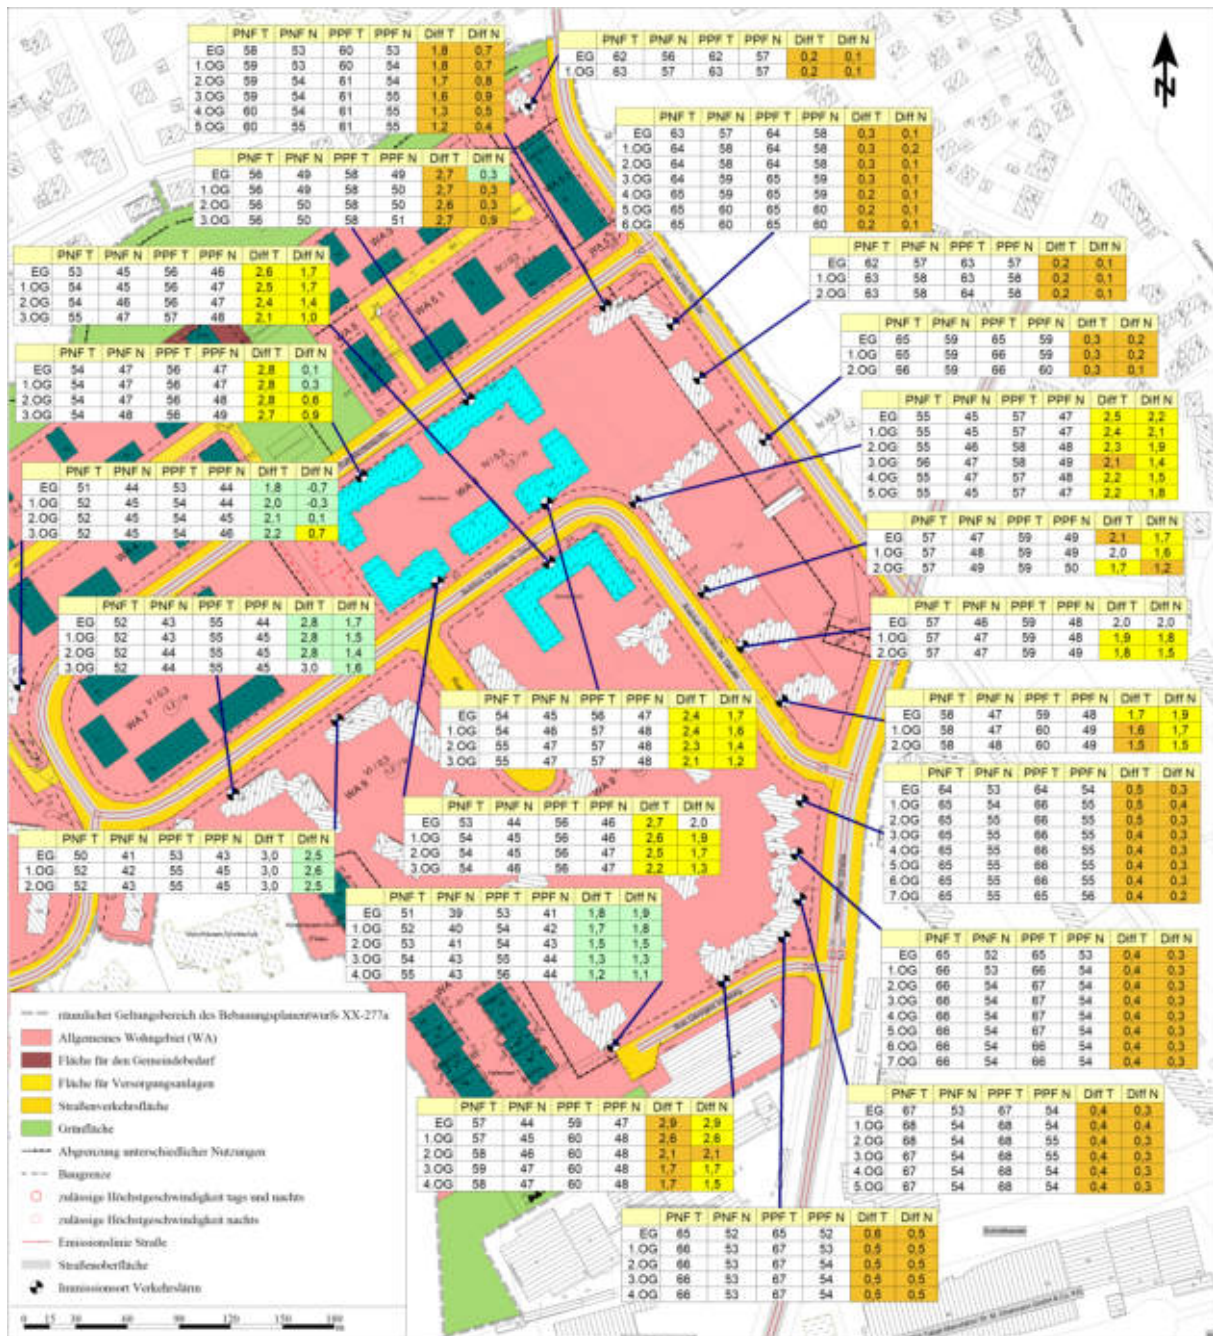 PNF T PNF N PPF T PPF N Diff T Diff N
EG 58 53 60 53 1,8 0,7
1.OG 59 53 60 54 1,8 0,7
2.OG 59 54 61 54 1,7 0,8
3.OG 59 54 61 55 1,6 0,9
4.OG 60 54 61 55 1,3 0,5
5.OG 60 55 61 55 1,2 0,4
PNF T PNF N PPF T PPF N Diff T Diff N
EG 62 56 62 57 0,2 0,1
1.OG 63 57 63 57 0,2 0,1
PNF T PNF N PPF T PPF N Diff T Diff N
EG 63 57 64 58 0,3 0,1
1.OG 64 58 64 58 0,3 0,2
2.OG 64 58 64 58 0,3 0,1
3.OG 64 59 65 59 0,3 0,1
4.OG 65 59 65 59 0,2 0,1
5.OG 65 60 65 60 0,2 0,1
6.OG 65 60 65 60 0,2 0,1
PNF T PNF N PPF T PPF N Diff T Diff N
EG 56 49 58 49 2,7 0,3
1.OG 56 49 58 50 2,7 0,3
2.OG 56 50 58 50 2,6 0,3
3.OG 56 50 58 51 2,7 0,9
PNF T PNF N PPF T PPF N Diff T Diff N
EG 62 57 63 57 0,2 0,1
1.OG 63 58 63 58 0,2 0,1
2.OG 63 58 64 58 0,2 0,1
PNF T PNF N PPF T PPF N Diff T Diff N
EG 53 45 56 46 2,6 1,7
1.OG 54 45 56 47 2,5 1,7
2.OG 54 46 56 47 2,4 1,4
3.OG 55 47 57 48 2,1 1,0
PNF T PNF N PPF T PPF N Diff T Diff N
EG 65 59 65 59 0,3 0,2
1.OG 65 59 66 59 0,3 0,2
2.OG 66 59 66 60 0,3 0,1
PNF T PNF N PPF T PPF N Diff T Diff N
EG 54 47 56 47 2,8 0,1
1.OG 54 47 56 47 2,8 0,3
2.OG 54 47 56 48 2,8 0,6
3.OG 54 48 56 49 2,7 0,9
PNF T PNF N PPF T PPF N Diff T Diff N
EG 55 45 57 47 2,5 2,2
1.OG 55 45 57 47 2,4 2,1
2.OG 55 46 58 48 2,3 1,9
3.OG 56 47 58 49 2,1 1,4
4.OG 55 47 57 48 2,2 1,5
5.OG 55 45 57 47 2,2 1,8
PNF T PNF N PPF T PPF N Diff T Diff N
EG 51 44 53 44 1,8 -0,7
1.OG 52 45 54 44 2,0 -0,3
2.OG 52 45 54 45 2,1 0,1
3.OG 52 45 54 46 2,2 0,7
PNF T PNF N PPF T PPF N Diff T Diff N
EG 57 47 59 49 2,1 1,7
1.OG 57 48 59 49 2,0 1,6
2.OG 57 49 59 50 1,7 1,2
PNF T PNF N PPF T PPF N Diff T Diff N
EG 52 43 55 44 2,8 1,7
1.OG 52 43 55 45 2,8 1,5
2.OG 52 44 55 45 2,8 1,4
3.OG 52 44 55 45 3,0 1,6
PNF T PNF N PPF T PPF N Diff T Diff N
EG 57 46 59 48 2,0 2,0
1.OG 57 47 59 48 1,9 1,8
2.OG 57 47 59 49 1,8 1,5
PNF T PNF N PPF T PPF N Diff T Diff N
EG 54 45 56 47 2,4 1,7
1.OG 54 46 57 48 2,4 1,6
2.OG 55 47 57 48 2,3 1,4
3.OG 55 47 57 48 2,1 1,2
PNF T PNF N PPF T PPF N Diff T Diff N
EG 58 47 59 48 1,7 1,9
1.OG 58 47 60 49 1,6 1,7
2.OG 58 48 60 49 1,5 1,5
PNF T PNF N PPF T PPF N Diff T Diff N
EG 64 53 64 54 0,5 0,3
1.OG 65 54 66 55 0,5 0,4
2.OG 65 55 66 55 0,5 0,3
3.OG 65 55 66 55 0,4 0,3
4.OG 65 55 66 55 0,4 0,3
5.OG 65 55 66 55 0,4 0,3
6.OG 65 55 66 55 0,4 0,3
7.OG 65 55 65 56 0,4 0,2
PNF T PNF N PPF T PPF N Diff T Diff N
EG 53 44 56 46 2,7 2,0
1.OG 54 45 56 46 2,6 1,9
2.OG 54 45 56 47 2,5 1,7
3.OG 54 46 56 47 2,2 1,3
PNF T PNF N PPF T PPF N Diff T Diff N
EG 50 41 53 43 3,0 2,5
1.OG 52 42 55 45 3,0 2,6
2.OG 52 43 55 45 3,0 2,5
PNF T PNF N PPF T PPF N Diff T Diff N
EG 51 39 53 41 1,8 1,9
1.OG 52 40 54 42 1,7 1,8
2.OG 53 41 54 43 1,5 1,5
3.OG 54 43 55 44 1,3 1,3
4.OG 55 43 56 44 1,2 1,1
PNF T PNF N PPF T PPF N Diff T Diff N
EG 65 52 65 53 0,4 0,3
1.OG 66 53 66 54 0,4 0,3
2.OG 66 54 67 54 0,4 0,3
3.OG 66 54 67 54 0,4 0,3
4.OG 66 54 67 54 0,4 0,3
5.OG 66 54 67 54 0,4 0,3
6.OG 66 54 66 54 0,4 0,3
7.OG 66 54 66 54 0,4 0,3
räumlicher Geltungsbereich des Bebauungsplanentwurfs XX-277a
Allgemeines Wohngebiet (WA)
Fläche für den Gemeindebedarf
Fläche für Versorgungsanlagen
Straßenverkehrsfläche
Grünfläche
Abgrenzung unterschiedlicher Nutzungen
Baugrenze
zulässige Höchstgeschwindigkeit tags und nachts
zulässige Höchstgeschwindigkeit nachts
Emissionslinie Straße
Straßenoberfläche
Immissionsort Verkehrslärm
0 15 30 60 90 120 150 180
m
PNF T PNF N PPF T PPF N Diff T Diff N
EG 57 44 59 47 2,9 2,9
1.OG 57 45 60 48 2,6 2,6
2.OG 58 46 60 48 2,1 2,1
3.OG 59 47 60 48 1,7 1,7
4.OG 58 47 60 48 1,7 1,5
PNF T PNF N PPF T PPF N Diff T Diff N
EG 67 53 67 54 0,4 0,3
1.OG 68 54 68 54 0,4 0,4
2.OG 68 54 68 55 0,4 0,3
3.OG 67 54 68 55 0,4 0,3
4.OG 67 54 68 54 0,4 0,3
5.OG 67 54 68 54 0,4 0,3
PNF T PNF N PPF T PPF N Diff T Diff N
EG 65 52 65 52 0,6 0,5
1.OG 66 53 67 53 0,5 0,5
2.OG 66 53 67 54 0,5 0,5
3.OG 66 53 67 54 0,5 0,5
4.OG 66 53 67 54 0,5 0,5
N
WA 7
WA 9